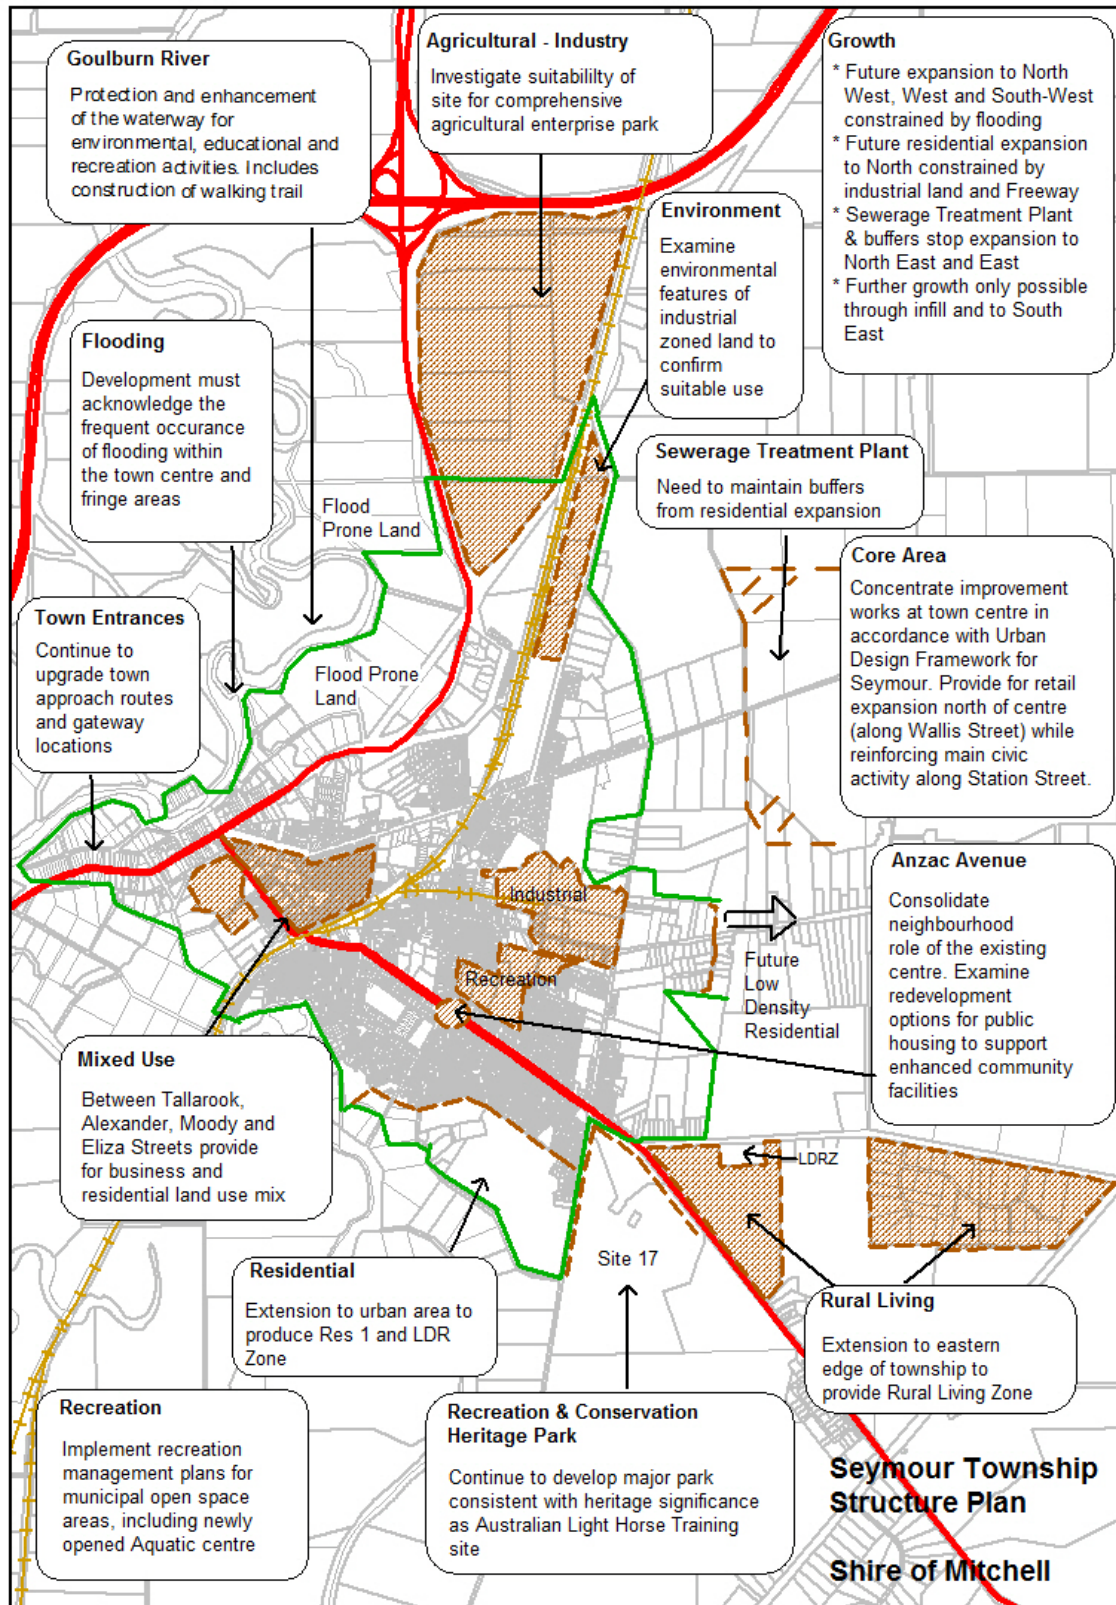 Goulburn River
Protection and enhancement
of the waterway for
environmental, educational and
recreation activities. Includes
construction of walking trail
Agricultural - Industry
Investigate suitabililty of
site for comprehensive
agricultural enterprise park
Growth
* Future expansion to North
West, West and South-West
constrained by flooding
* Future residential expansion
to North constrained by
industrial land and Freeway
* Sewerage Treatment Plant
& buffers stop expansion to
North East and East
* Further growth only possible
through infill and to South
East
Environment
Examine
environmental
features of
industrial
zoned land to
confirm
suitable use
Flooding
Development must
acknowledge the
frequent occurance
of flooding within
the town centre and
fringe areas
Sewerage Treatment Plant
Need to maintain buffers
from residential expansion
Flood
Prone Land
Core Area
Concentrate improvement
works at town centre in
accordance with Urban
Design Framework for
Seymour. Provide for retail
expansion north of centre
(along Wallis Street) while
reinforcing main civic
activity along Station Street.
Town Entrances
Continue to
upgrade town
approach routes
and gateway
locations
Flood Prone
Land
Anzac Avenue
Consolidate
neighbourhood
role of the existing
centre. Examine
redevelopment
options for public
housing to support
enhanced community
facilities
Industrial
Recreation
Future
Low
Density
Residential
Mixed Use
Between Tallarook,
Alexander, Moody and
Eliza Streets provide
for business and
residential land use mix
LDRZ
Site 17
Residential
Extension to urban area to
produce Res 1 and LDR
Zone
Rural Living
Extension to eastern
edge of township to
provide Rural Living Zone
Recreation
Implement recreation
management plans for
municipal open space
areas, including newly
opened Aquatic centre
Recreation & Conservation
Heritage Park
Continue to develop major park
consistent with heritage significance
as Australian Light Horse Training
site
Seymour Township
Structure Plan
Shire of Mitchell